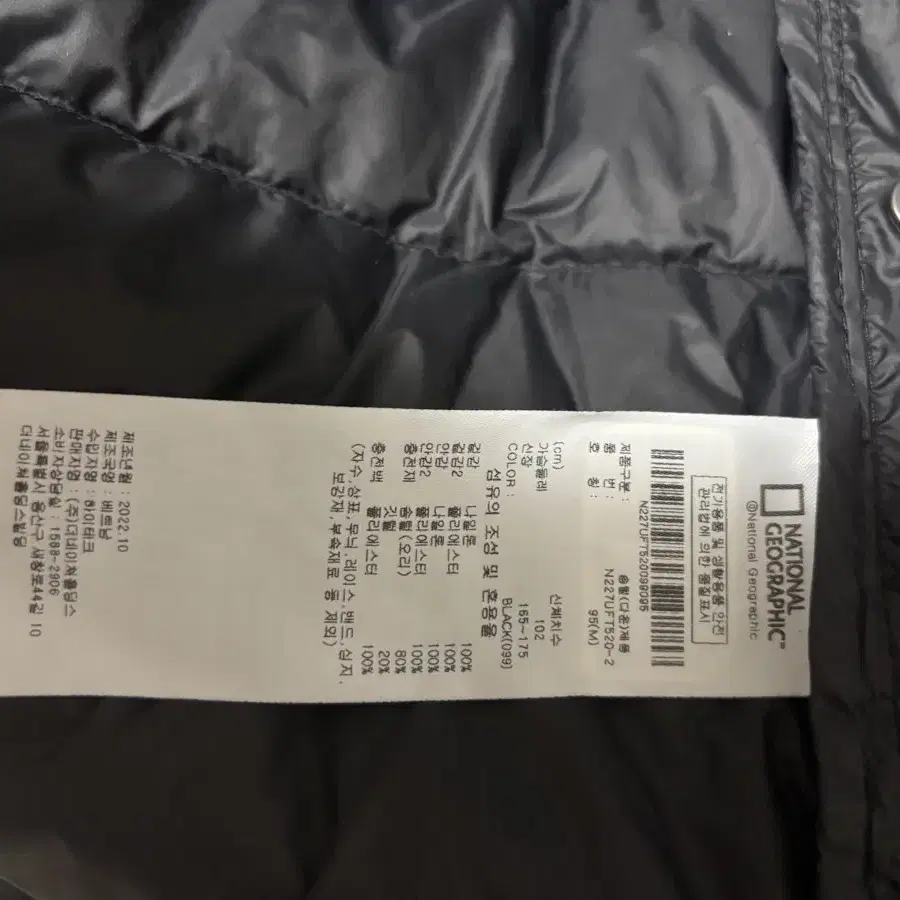 NATIONAL
GEOGRAPHIC™
@National Geographic
전기용품 및 생활용품 안전
관리법에 의한 품질표시
N227UFT520099095
제품구분 : 솜털(다운)제품
품 번 : N227UFT520-2
호 칭 : 95(M)
신체치수
(cm)
가슴둘레 102
신장 165~175
COLOR : BLACK(099)
섬유의 조성 및 혼용율
겉감 나일론 100%
겉감2 폴리에스터 100%
안감 나일론 100%
안감2 폴리에스터 100%
충전재 솜털(오리) 80%
깃털 20%
충전백 폴리에스터 100%
(자수,상표,무늬,레이스,밴드,심지,
보강재,부속재료 등 제외)
제조년월 : 2022.10
제조국명 : 베트남
수입자명 : 하이테크
판매자명 : (주)더네이쳐홀딩스
소비자상담실 : 1588-2906
서울특별시 용산구 새창로44길 10
더네이쳐홀딩스빌딩